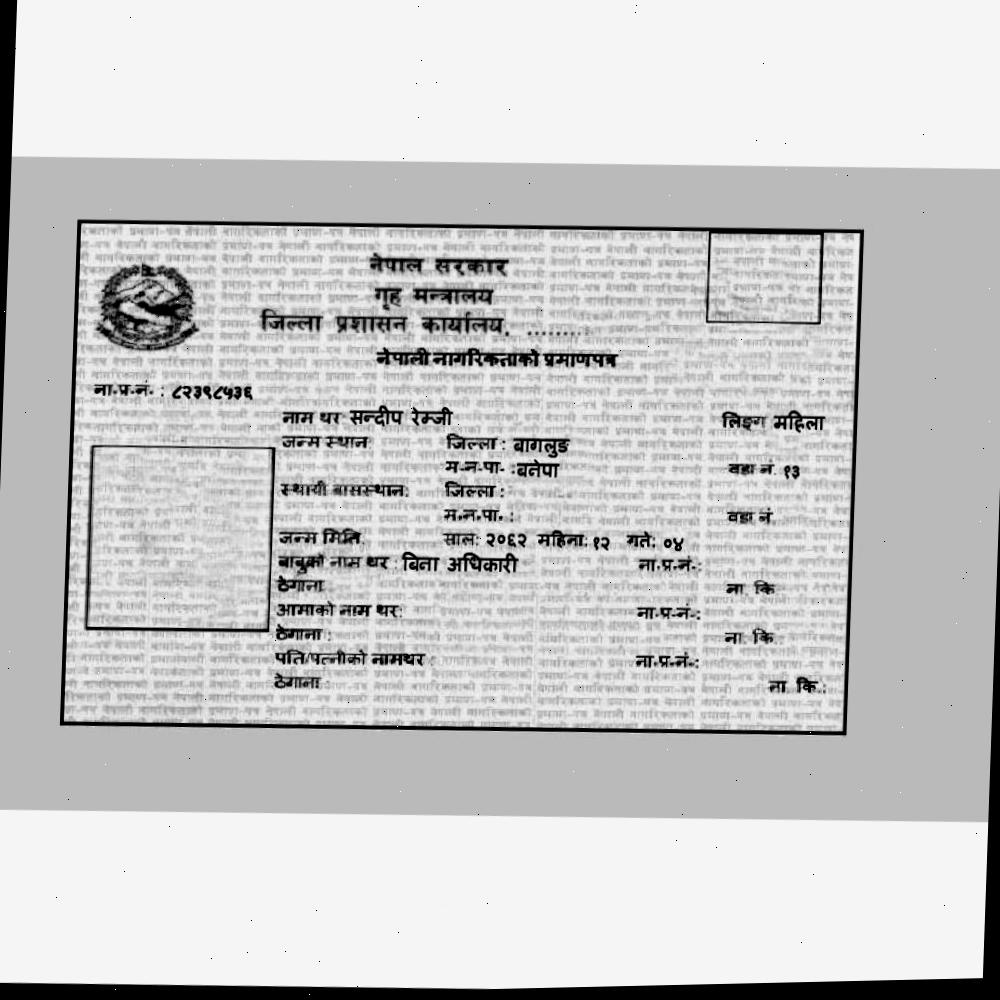 नेपाल सरकार
गृह मन्त्रालय
जिल्ला प्रशासन कार्यालय, .........
नेपाली नागरिकताको प्रमाणपत्र
ना.प्र.नं. : ८२३९८५३६
नाम थर सन्दीप रेम्जी लिङ्ग महिला
जन्म स्थान जिल्ला : बागलुङ
म.न.पा. : बनेपा वडा नं. १३
स्थायी बासस्थान: जिल्ला :
म.न.पा. : वडा नं.
जन्म मिति: साल: २०६२ महिना: १२ गते: ०४
बाबुको नाम थर : बिना अधिकारी ना.प्र.नं.:
ठेगाना ना. कि.
आमाको नाम थर: ना.प्र.नं.:
ठेगाना : ना. कि.
पति/पत्नीको नामथर : ना.प्र.नं.:
ठेगाना ना. कि.: